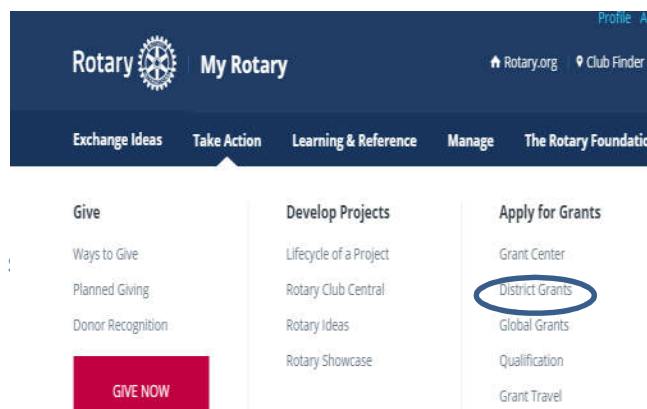 Profile
Rotary My Rotary
Rotary.org Club Finder
Exchange Ideas Take Action Learning & Reference Manage The Rotary
Give Develop Projects Apply for Grants
Ways to Give Lifecycle of a Project Grant Center
Planned Giving Rotary Club Central District Grants
Donor Recognition Rotary Ideas Global Grants
Rotary Showcase Qualification
GIVE NOW Grant Travel